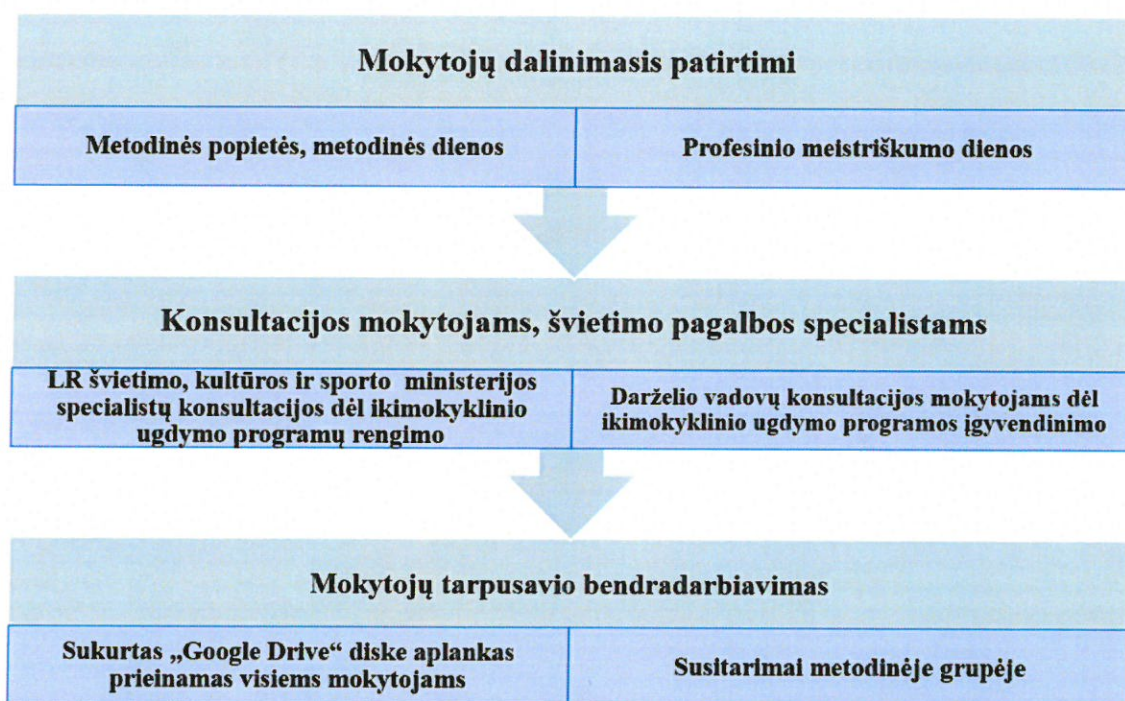 Mokytojų dalinimasis patirtimi
Metodinės popietės, metodinės dienos
Profesinio meistriškumo dienos
Konsultacijos mokytojams, švietimo pagalbos specialistams
LR švietimo, kultūros ir sporto ministerijos
specialistų konsultacijos dėl ikimokyklinio
ugdymo programų rengimo
Darželio vadovų konsultacijos mokytojams dėl
ikimokyklinio ugdymo programos įgyvendinimo
Mokytojų tarpusavio bendradarbiavimas
Sukurtas „Google Drive“ diske aplankas
prieinamas visiems mokytojams
Susitarimai metodinėje grupėje